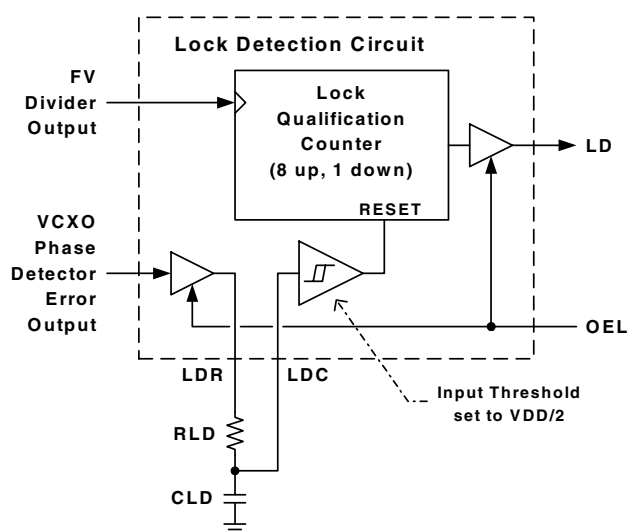 Lock Detection Circuit
FV
Divider
Output
Lock
Qualification
Counter
(8 up, 1 down)
RESET
LD
VCXO
Phase
Detector
Error
Output
OEL
LDR
LDC
Input Threshold
set to VDD/2
RLD
CLD